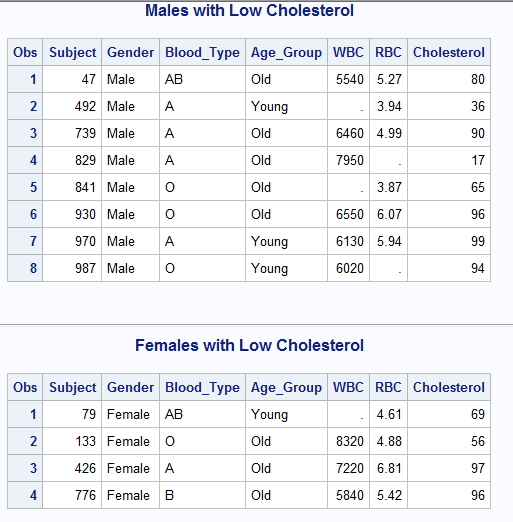 Males with Low Cholesterol
Obs Subject Gender Blood_Type Age_Group WBC RBC Cholesterol
1 47 Male AB Old 5540 5.27 80
2 492 Male A Young . 3.94 36
3 739 Male A Old 6460 4.99 90
4 829 Male A Old 7950 . 17
5 841 Male O Old . 3.87 65
6 930 Male O Old 6550 6.07 96
7 970 Male A Young 6130 5.94 99
8 987 Male O Young 6020 . 94
Females with Low Cholesterol
Obs Subject Gender Blood_Type Age_Group WBC RBC Cholesterol
1 79 Female AB Young . 4.61 69
2 133 Female O Old 8320 4.88 56
3 426 Female A Old 7220 6.81 97
4 776 Female B Old 5840 5.42 96